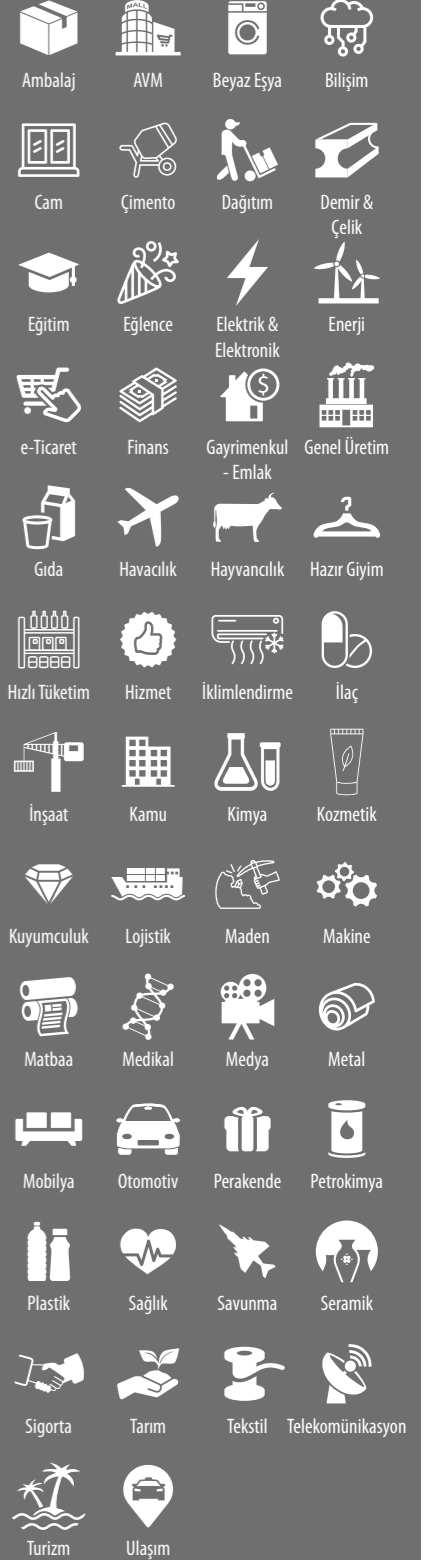 MALL
Ambalaj AVM Beyaz Eşya Bilişim
Cam Çimento Dağıtım Demir &
Çelik
Eğitim Eğlence Elektrik & Enerji
Elektronik
e-Ticaret Finans Gayrimenkul Genel Üretim
- Emlak
Gıda Havacılık Hayvancılık Hazır Giyim
Hızlı Tüketim Hizmet İklimlendirme İlaç
İnşaat Kamu Kimya Kozmetik
Kuyumculuk Lojistik Maden Makine
Matbaa Medikal Medya Metal
Mobilya Otomotiv Perakende Petrokimya
Plastik Sağlık Savunma Seramik
Sigorta Tarım Tekstil Telekomünikasyon
Turizm Ulaşım